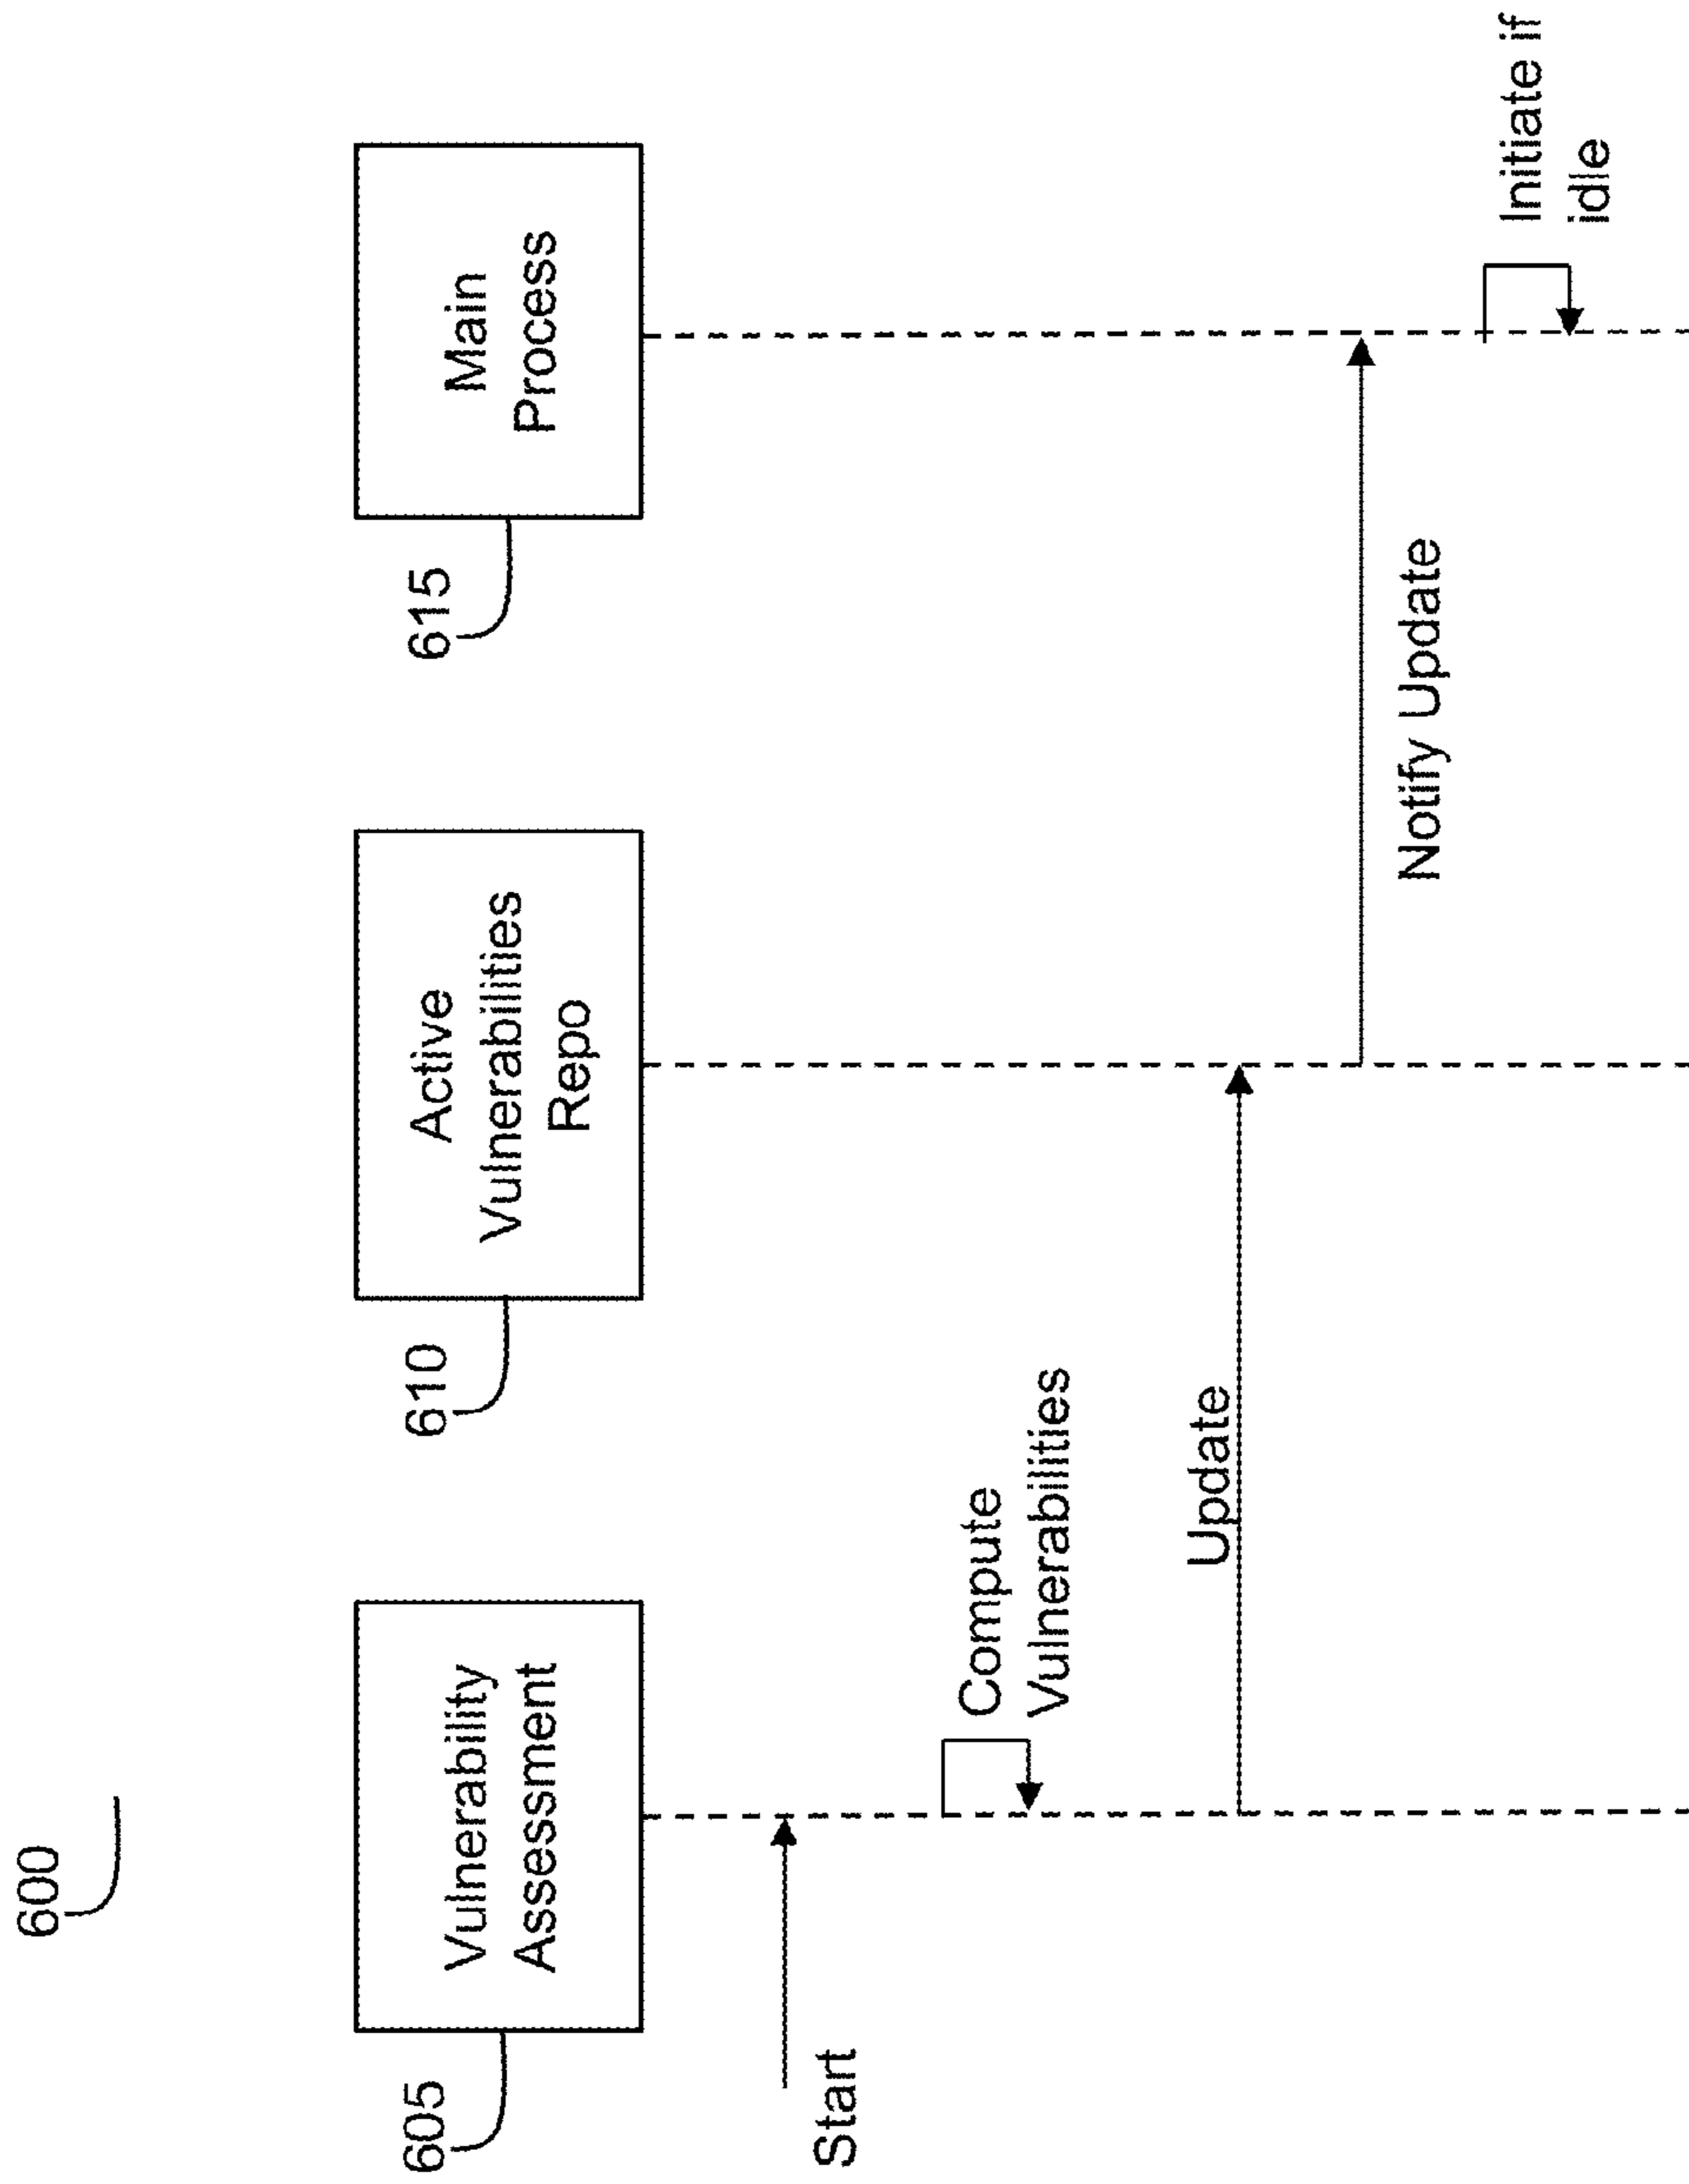 600
605
Vulnerability
Assessment
610
Active
Vulnerabilities
Repo
615
Main
Process
Start
Compute
Vulnerabilities
Update
Notify Update
Initiate if
idle